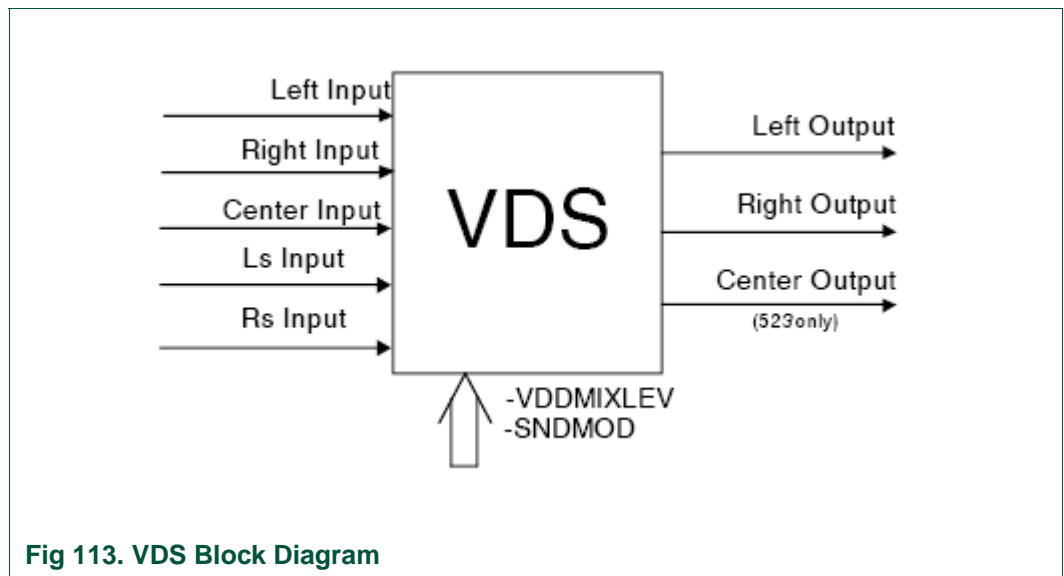 Left Input
Right Input
Center Input
Ls Input
Rs Input
VDS
Left Output
Right Output
Center Output
(523only)
-VDDMIXLEV
-SNDMOD
Fig 113. VDS Block Diagram